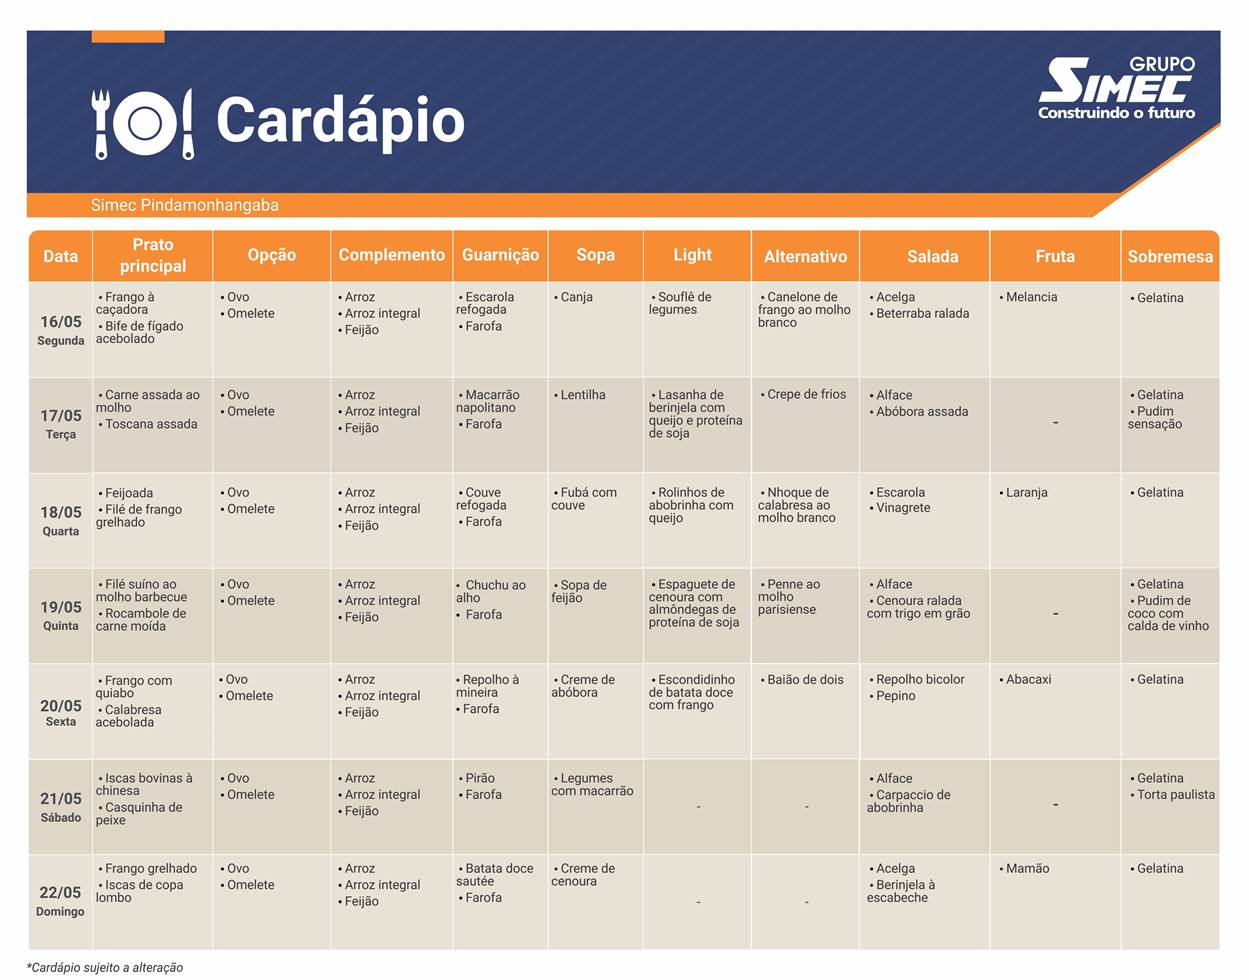 GRUPO
SIMEC
Construindo o futuro
Cardápio
Simec Pindamonhangaba
Data
Prato
principal
Opção
Complemento
Guarnição
Sopa
Light
Alternativo
Salada
Fruta
Sobremesa
16/05
Segunda
• Frango à
caçadora
• Bife de fígado
acebolado
• Ovo
• Omelete
• Arroz
• Arroz integral
• Feijão
• Escarola
refogada
• Farofa
• Canja
• Souflê de
legumes
• Canelone de
frango ao molho
branco
• Acelga
• Beterraba ralada
• Melancia
• Gelatina
17/05
Terça
• Carne assada ao
molho
• Toscana assada
• Ovo
• Omelete
• Arroz
• Arroz integral
• Feijão
• Macarrão
napolitano
• Farofa
• Lentilha
• Lasanha de
berinjela com
queijo e proteína
de soja
• Crepe de frios
• Alface
• Abóbora assada
-
• Gelatina
• Pudim
sensação
18/05
Quarta
• Feijoada
• Filé de frango
grelhado
• Ovo
• Omelete
• Arroz
• Arroz integral
• Feijão
• Couve
refogada
• Farofa
• Fubá com
couve
• Rolinhos de
abobrinha com
queijo
• Nhoque de
calabresa ao
molho branco
• Escarola
• Vinagrete
• Laranja
• Gelatina
19/05
Quinta
• Filé suíno ao
molho barbecue
• Rocambole de
carne moída
• Ovo
• Omelete
• Arroz
• Arroz integral
• Feijão
• Chuchu ao
alho
• Farofa
• Sopa de
feijão
• Espaguete de
cenoura com
almôndegas de
proteína de soja
• Penne ao
molho
parisiense
• Alface
• Cenoura ralada
com trigo em grão
-
• Gelatina
• Pudim de
coco com
calda de vinho
20/05
Sexta
• Frango com
quiabo
• Calabresa
acebolada
• Ovo
• Omelete
• Arroz
• Arroz integral
• Feijão
• Repolho à
mineira
• Farofa
• Creme de
abóbora
• Escondidinho
de batata doce
com frango
• Baião de dois
• Repolho bicolor
• Pepino
• Abacaxi
• Gelatina
21/05
Sábado
• Iscas bovinas à
chinesa
• Casquinha de
peixe
• Ovo
• Omelete
• Arroz
• Arroz integral
• Feijão
• Pirão
• Farofa
• Legumes
com macarrão
-
-
• Alface
• Carpaccio de
abobrinha
-
• Gelatina
• Torta paulista
22/05
Domingo
• Frango grelhado
• Iscas de copa
lombo
• Ovo
• Omelete
• Arroz
• Arroz integral
• Feijão
• Batata doce
sautée
• Farofa
• Creme de
cenoura
-
-
• Acelga
• Berinjela à
escabeche
• Mamão
• Gelatina
*Cardápio sujeito a alteração